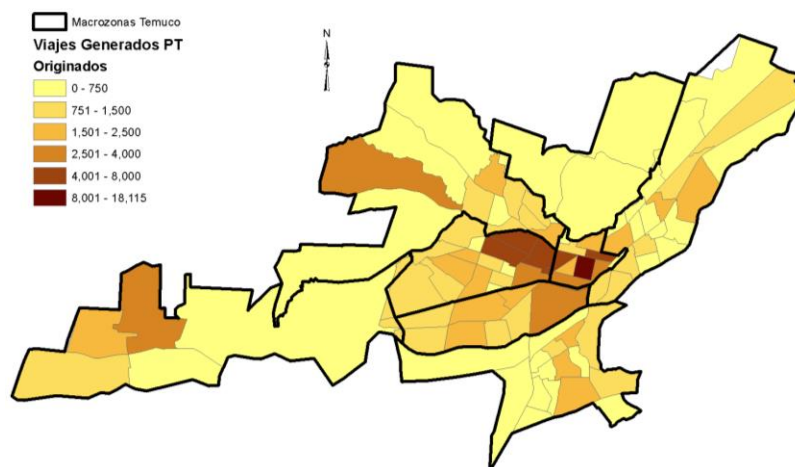 Macrozonas Temuco
Viajes Generados PT
Originados
0 - 750
751 - 1,500
1,501 - 2,500
2,501 - 4,000
4,001 - 8,000
8,001 - 18,115
N